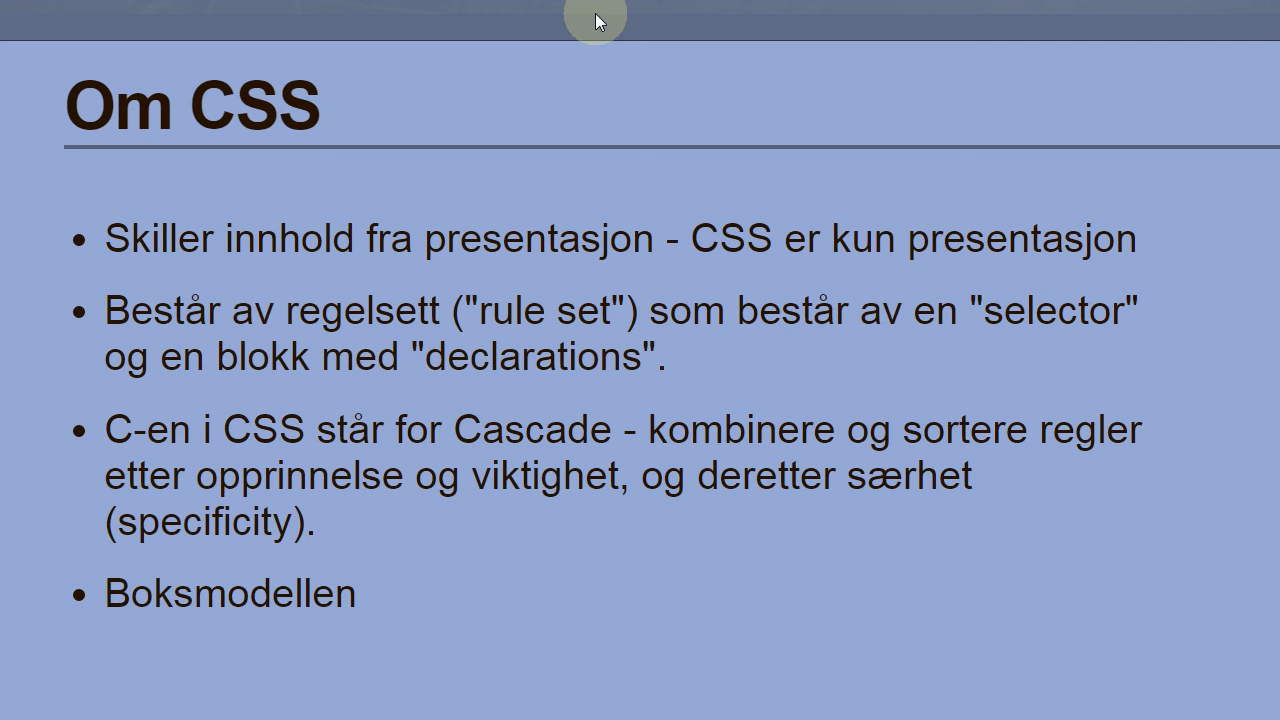 Om CSS
• Skiller innhold fra presentasjon - CSS er kun presentasjon
• Består av regelsett ("rule set") som består av en "selector"
og en blokk med "declarations".
• C-en i CSS står for Cascade - kombinere og sortere regler
etter opprinnelse og viktighet, og deretter særhet
(specificity).
• Boksmodellen